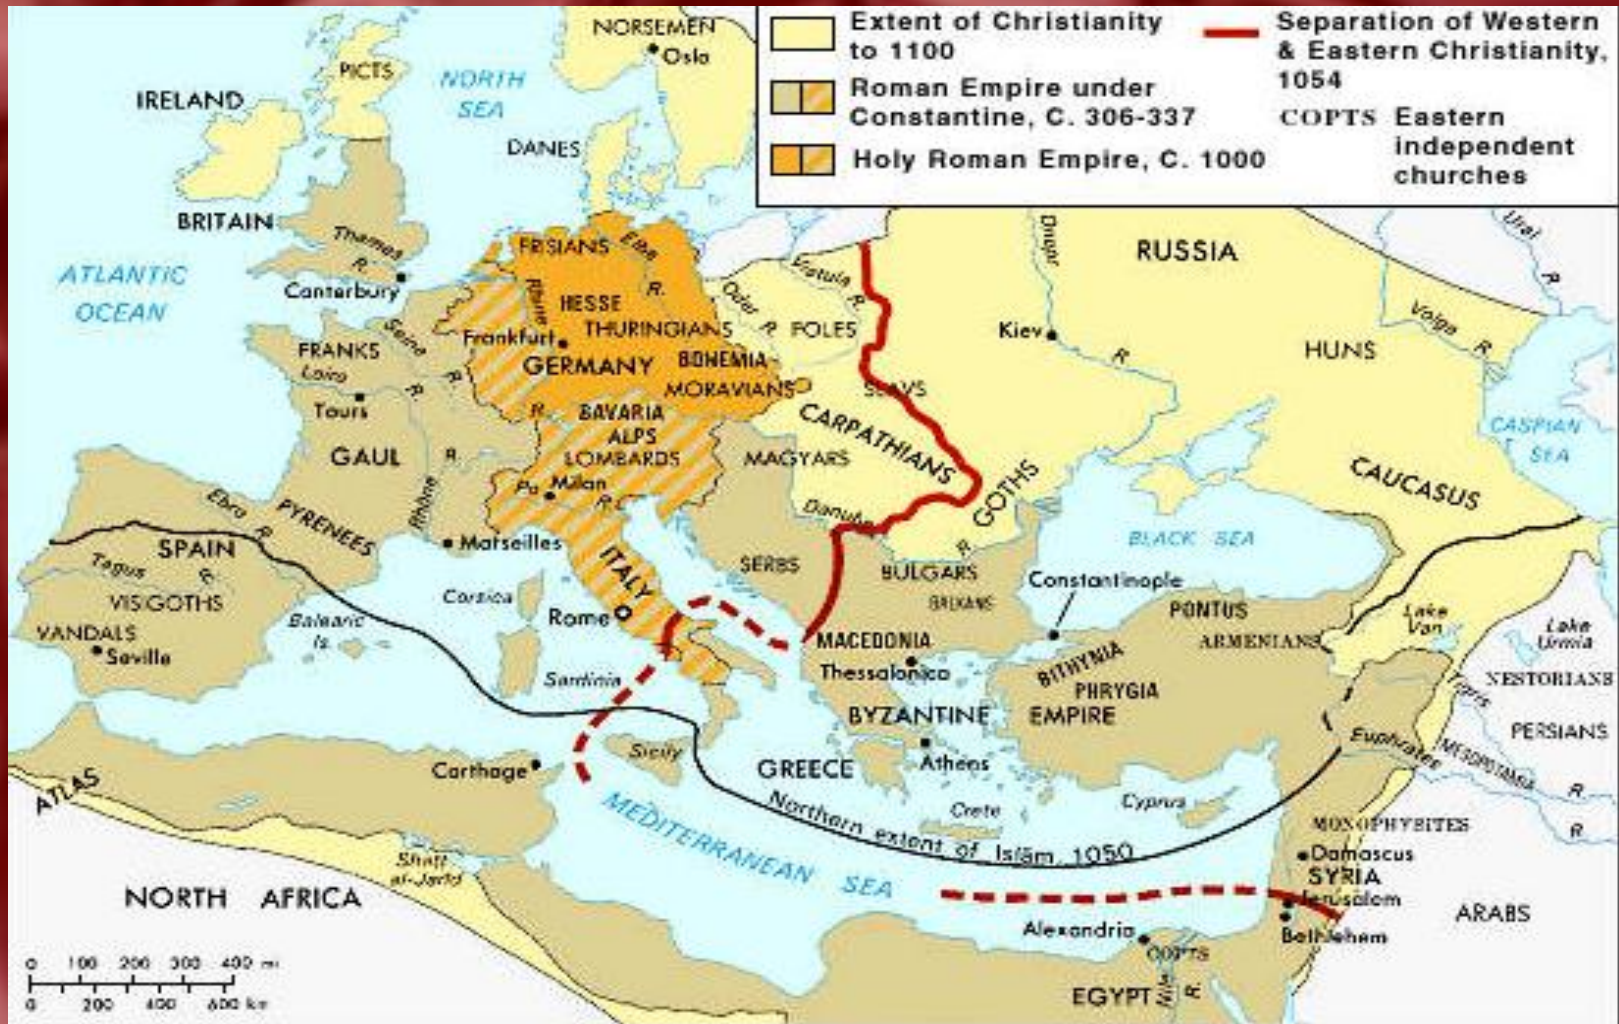 Extent of Christianity
to 1100
Roman Empire under
Constantine, C. 306-337
Holy Roman Empire, C. 1000
Separation of Western
& Eastern Christianity,
1054
COPTS Eastern
independent
churches
NORSEMEN
Oslo
PICTS
NORTH
SEA
IRELAND
DANES
BRITAIN
Thames
R.
Canterbury
ATLANTIC
OCEAN
FRISIANS
Elbe
R.
Rhine
HESSE
THURINGIANS
Frankfurt
GERMANY
BOHEMIA
MORAVIANS
R.
BAVARIA
ALPS
LOMBARDS
Po
Milan
R.
Oder
R.
Vistula R.
POLES
SLAVS
CARPATHIANS
MAGYARS
Danube
R.
GOTHS
Dnepr
R.
Kiev
RUSSIA
Ural
R.
Volga
R.
HUNS
CASPIAN
SEA
CAUCASUS
BLACK SEA
FRANKS
Seine
R.
Loire
R.
Tours
GAUL
R.
Rhône
Ebro R.
PYRENEES
Marseilles
SPAIN
Tagus
R.
VISIGOTHS
VANDALS
Seville
Balearic
Is.
Corsica
Sardinia
ITALY
Rome
Sicily
SERBS
BULGARS
BALKANS
Constantinople
MACEDONIA
Thessalonica
BYZANTINE EMPIRE
GREECE
Athens
Crete
Cyprus
PONTUS
ARMENIANS
BITHYNIA
PHRYGIA
Lake
Van
Lake
Urmia
NESTORIANS
Tigris
R.
PERSIANS
Euphrates
R.
MESOPOTAMIA
MONOPHYSITES
Damascus
SYRIA
Jerusalem
Bethlehem
ARABS
Northern extent of Islām, 1050
MEDITERRANEAN SEA
Carthage
ATLAS
Shatt
al-Jarid
NORTH AFRICA
Alexandria
COPTS
EGYPT
Nile
R.
0 100 200 300 400 mi
0 200 400 600 km